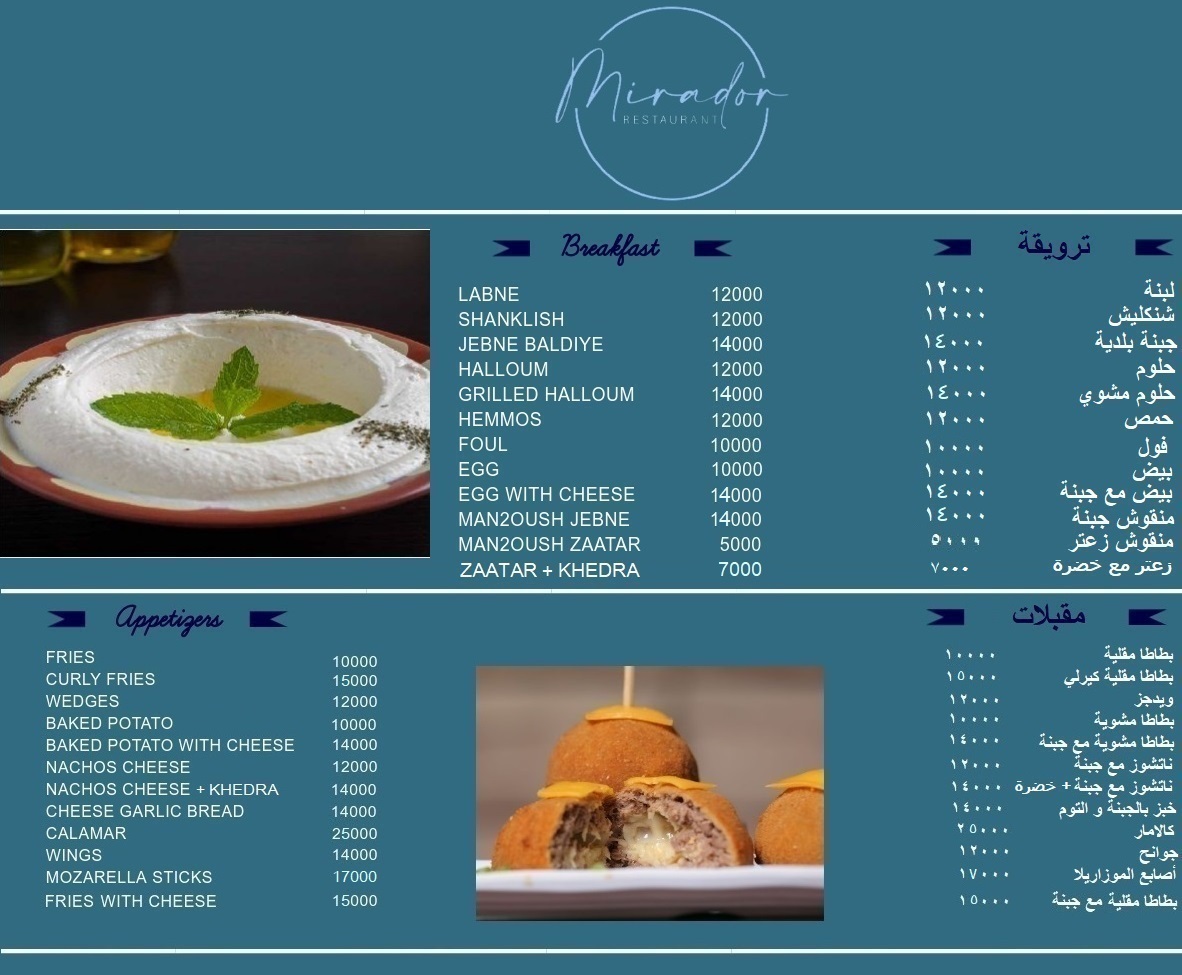 Mirador
RESTAURANT
Breakfast
LABNE 12000
SHANKLISH 12000
JEBNE BALDIYE 14000
HALLOUM 12000
GRILLED HALLOUM 14000
HEMMOS 12000
FOUL 10000
EGG 10000
EGG WITH CHEESE 14000
MAN2OUSH JEBNE 14000
MAN2OUSH ZAATAR 5000
ZAATAR + KHEDRA 7000
ترويقة
لبنة ١٢٠٠٠
شنكليش ١٢٠٠٠
جبنة بلدية ١٤٠٠٠
حلوم ١٢٠٠٠
حلوم مشوي ١٤٠٠٠
حمص ١٢٠٠٠
فول ١٠٠٠٠
بيض ١٠٠٠٠
بيض مع جبنة ١٤٠٠٠
منقوش جبنة ١٤٠٠٠
منقوش زعتر ٥٠٠٠
زعتر مع خضرة ٧٠٠٠
Appetizers
FRIES 10000
CURLY FRIES 15000
WEDGES 12000
BAKED POTATO 10000
BAKED POTATO WITH CHEESE 14000
NACHOS CHEESE 12000
NACHOS CHEESE + KHEDRA 14000
CHEESE GARLIC BREAD 14000
CALAMAR 25000
WINGS 14000
MOZARELLA STICKS 17000
FRIES WITH CHEESE 15000
مقبلات
بطاطا مقلية ١٠٠٠٠
بطاطا مقلية كيرلي ١٥٠٠٠
ويدجز ١٢٠٠٠
بطاطا مشوية ١٠٠٠٠
بطاطا مشوية مع جبنة ١٤٠٠٠
ناتشوز مع جبنة ١٢٠٠٠
ناتشوز مع جبنة + خضرة ١٤٠٠٠
خبز بالجبنة و التوم ١٤٠٠٠
كالامار ٢٥٠٠٠
جوانح ١٢٠٠٠
أصابع الموزاريلا ١٧٠٠٠
بطاطا مقلية مع جبنة ١٥٠٠٠